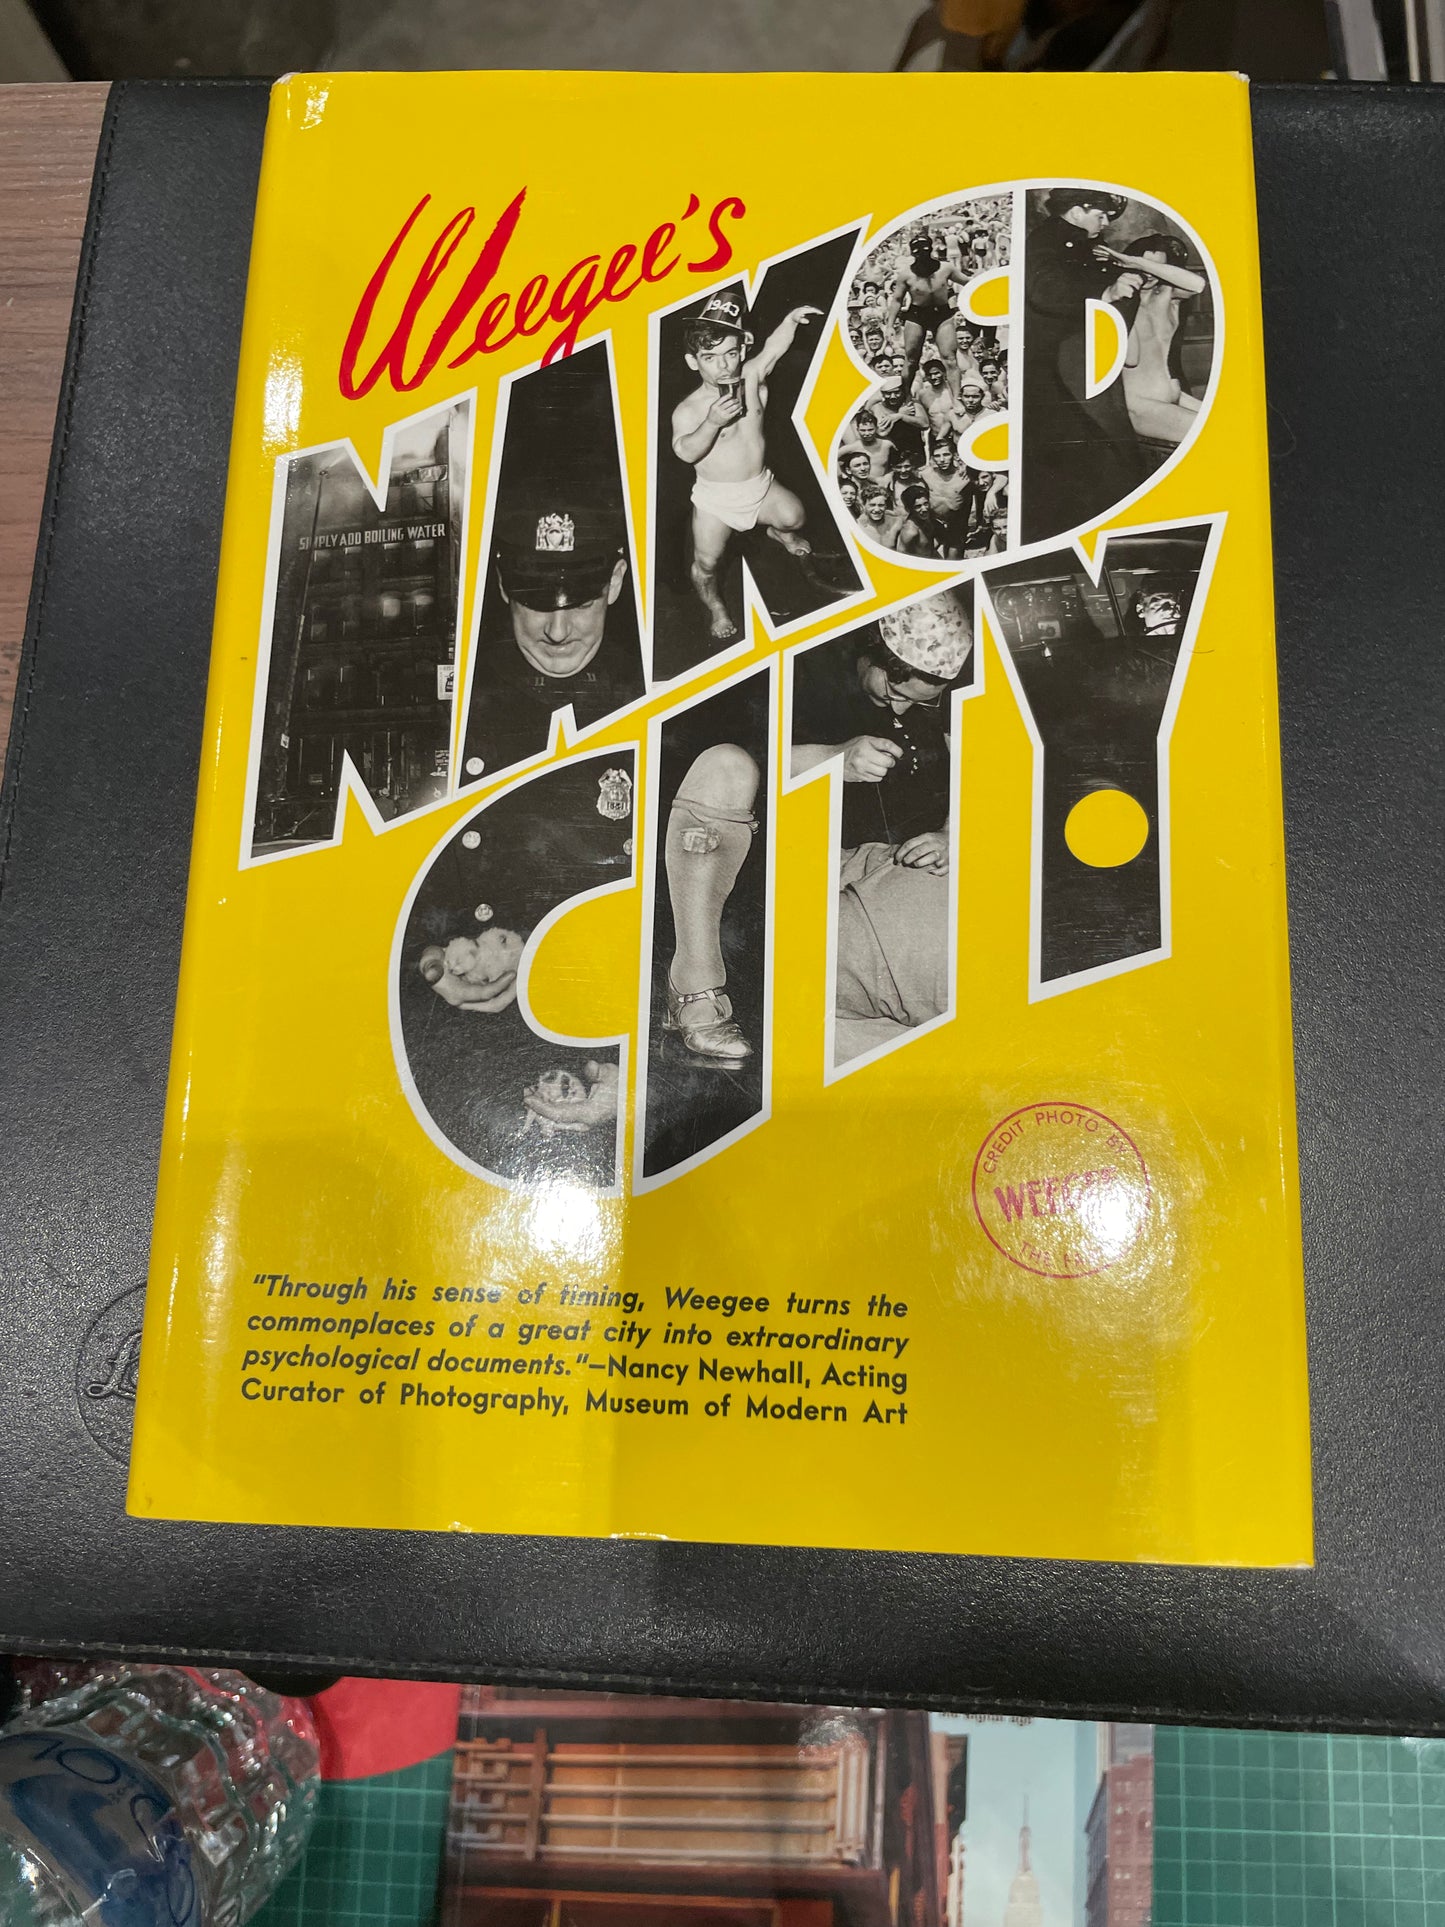 Weegee's
NAKED
CITY
1943
SIMPLY ADD BOILING WATER
CREDIT PHOTO BY
WEEGEE
THE
"Through his sense of timing, Weegee turns the
commonplaces of a great city into extraordinary
psychological documents."—Nancy Newhall, Acting
Curator of Photography, Museum of Modern Art